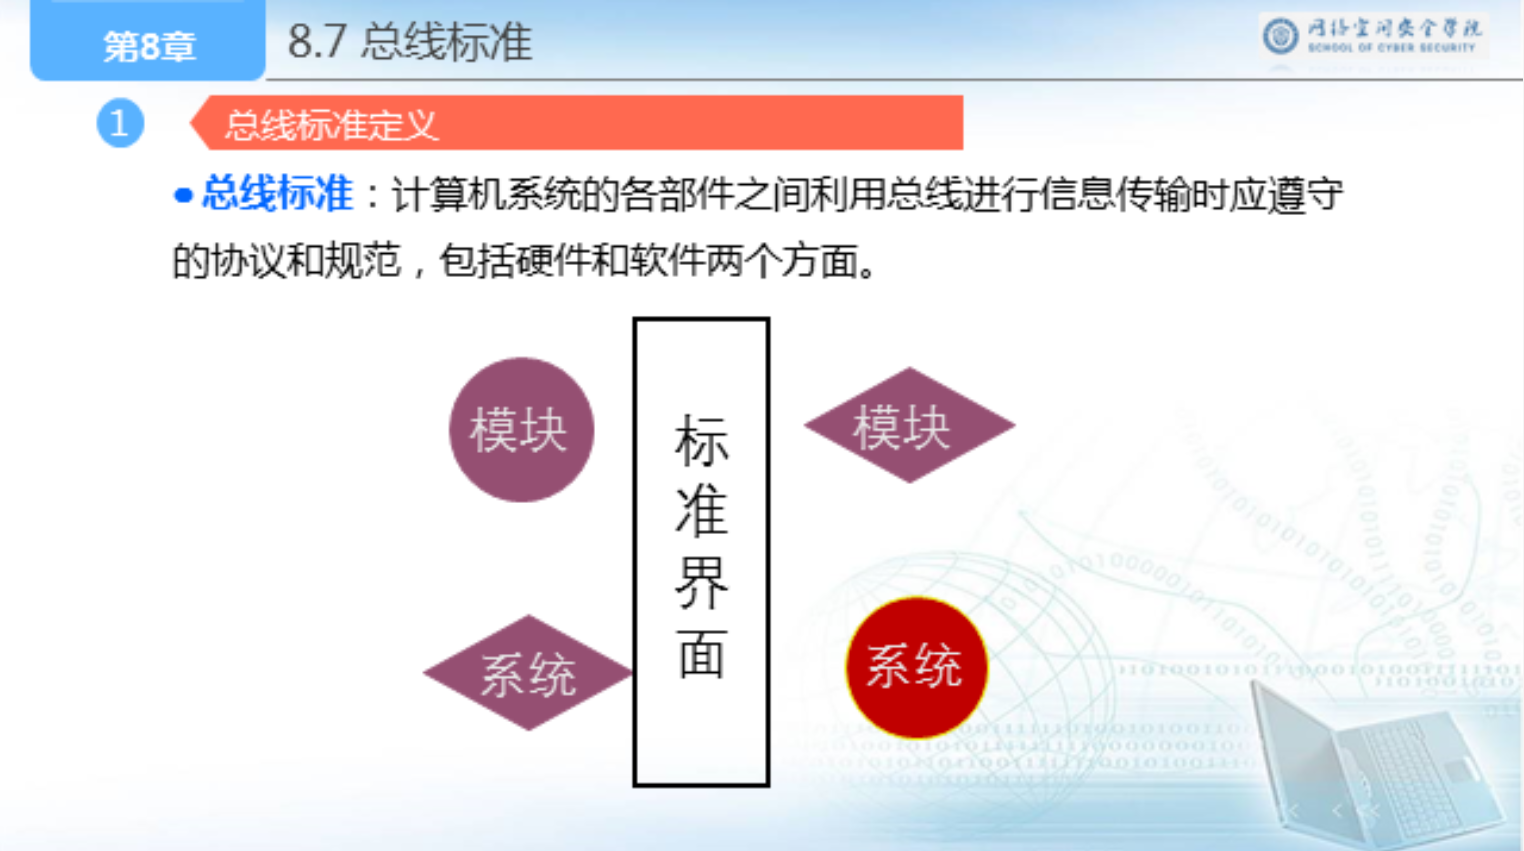 第8章
8.7 总线标准
网络空间安全学院
SCHOOL OF CYBER SECURITY
1
总线标准定义
●总线标准：计算机系统的各部件之间利用总线进行信息传输时应遵守
的协议和规范，包括硬件和软件两个方面。
模块
标准界面
模块
系统
系统